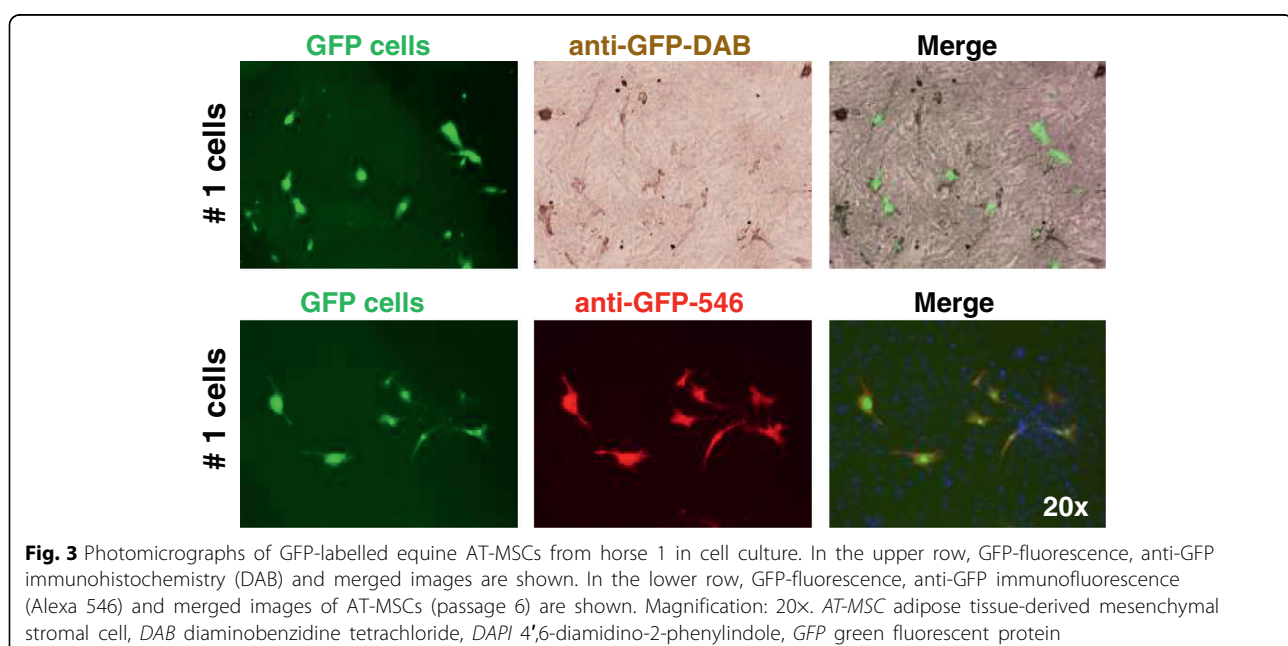 GFP cells anti-GFP-DAB Merge
# 1 cells
GFP cells anti-GFP-546 Merge
# 1 cells
20x
Fig. 3 Photomicrographs of GFP-labelled equine AT-MSCs from horse 1 in cell culture. In the upper row, GFP-fluorescence, anti-GFP
immunohistochemistry (DAB) and merged images are shown. In the lower row, GFP-fluorescence, anti-GFP immunofluorescence
(Alexa 546) and merged images of AT-MSCs (passage 6) are shown. Magnification: 20×. AT-MSC adipose tissue-derived mesenchymal
stromal cell, DAB diaminobenzidine tetrachloride, DAPI 4′,6-diamidino-2-phenylindole, GFP green fluorescent protein